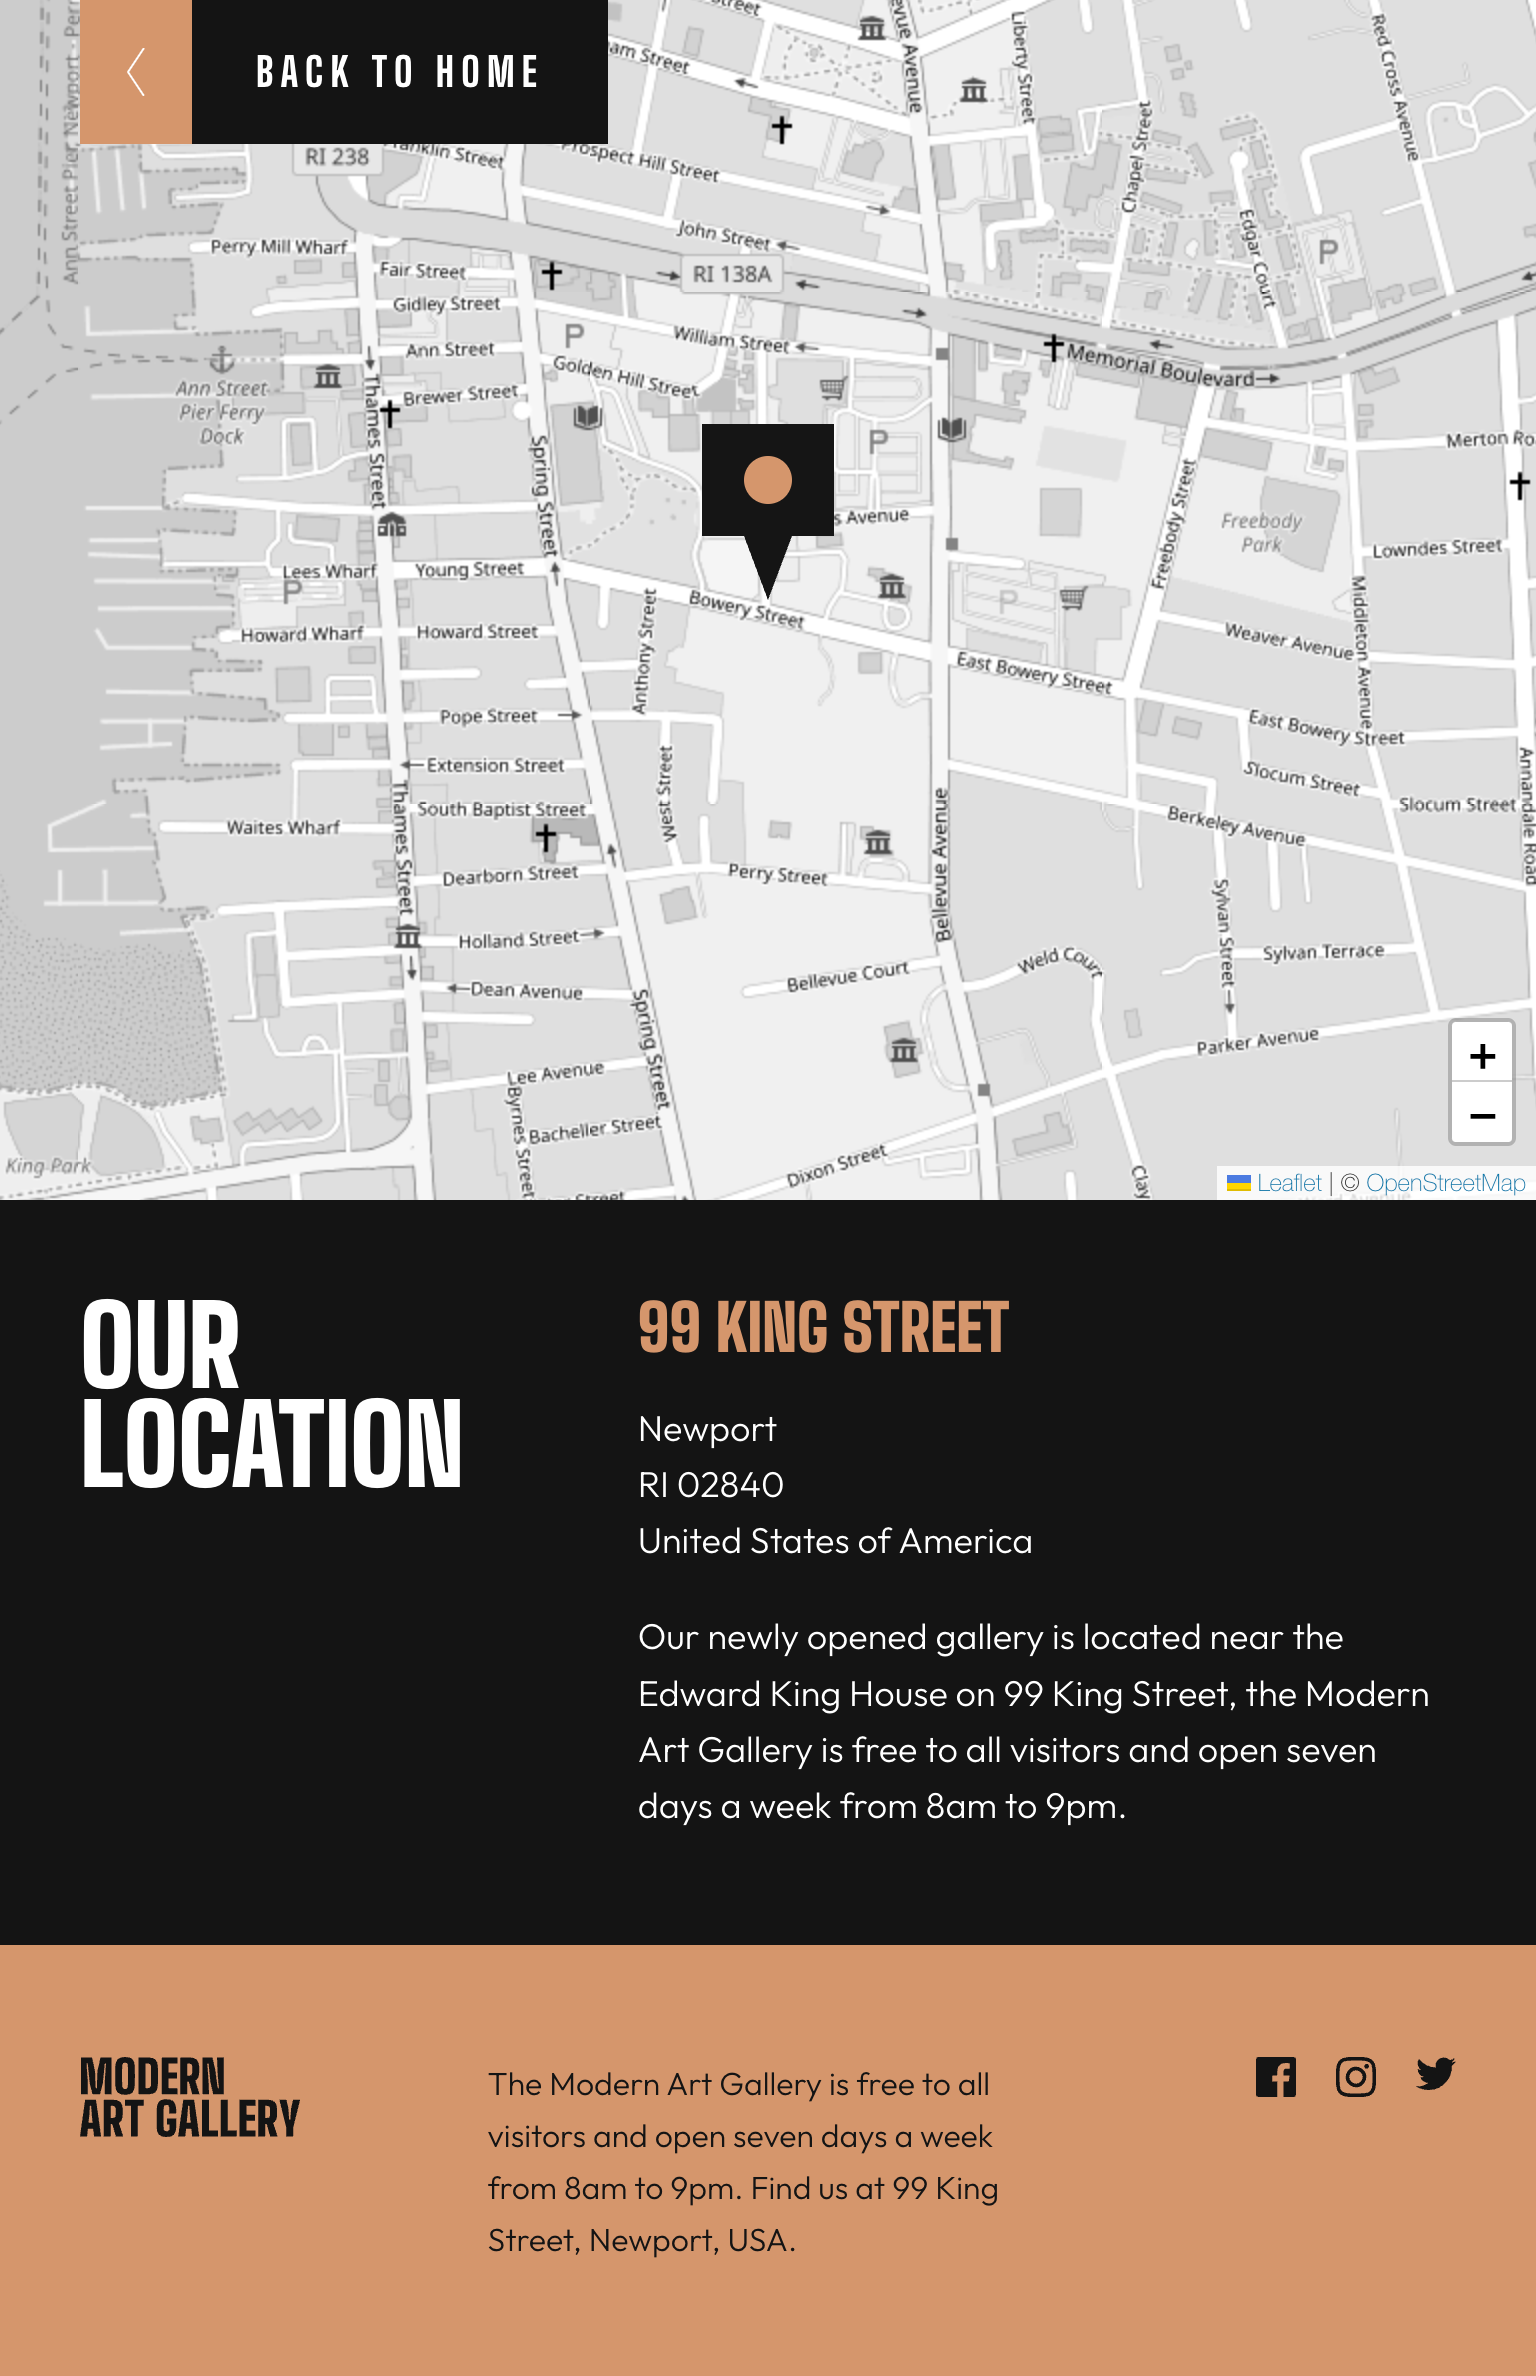 BACK TO HOME
Ann Street Pier, Newport - Perr
am Street
evue Avenue
Liberty Street
Red Cross Avenue
Chapel Street
RI 238
ranklin Street
Prospect Hill Street
John Street
Edgar Court
P
Perry Mill Wharf
Fair Street
RI 138A
Gidley Street
P
William Street
Ann Street
Memorial Boulevard
Golden Hill Street
Ann Street
Pier Ferry
Dock
Brewer Street
Thames Street
P
Merton Ro
Spring Street
s Avenue
Freebody Street
Freebody
Park
Lowndes Street
Lees Wharf
Young Street
P
P
Bowery Street
Anthony Street
Middleton Avenue
Howard Wharf
Howard Street
Weaver Avenue
East Bowery Street
Pope Street
East Bowery Street
Extension Street
West Street
Slocum Street
Slocum Street
Annandale Road
South Baptist Street
Waites Wharf
Thames Street
Berkeley Avenue
Bellevue Avenue
Dearborn Street
Perry Street
Sylvan Street
Holland Street
Sylvan Terrace
Weld Court
Bellevue Court
Dean Avenue
Spring Street
Parker Avenue
Lee Avenue
Byrnes Street
Bacheller Street
King Park
Dixon Street
Clay
Street
+
−
Leaflet | © OpenStreetMap
OUR
LOCATION
99 KING STREET
Newport
RI 02840
United States of America
Our newly opened gallery is located near the
Edward King House on 99 King Street, the Modern
Art Gallery is free to all visitors and open seven
days a week from 8am to 9pm.
MODERN
ART GALLERY
The Modern Art Gallery is free to all
visitors and open seven days a week
from 8am to 9pm. Find us at 99 King
Street, Newport, USA.